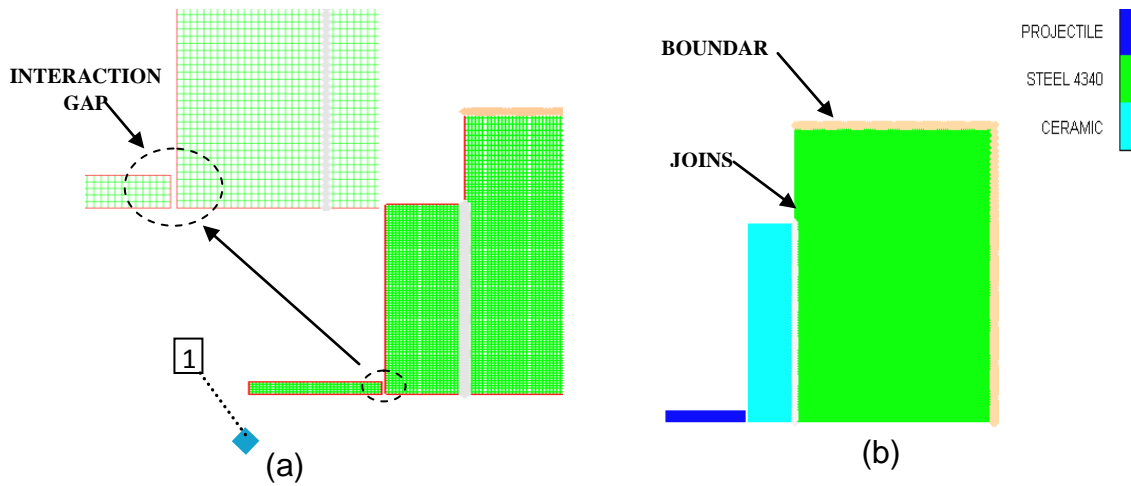 INTERACTION
GAP
1
(a)
BOUNDAR
JOINS
PROJECTILE
STEEL 4340
CERAMIC
(b)